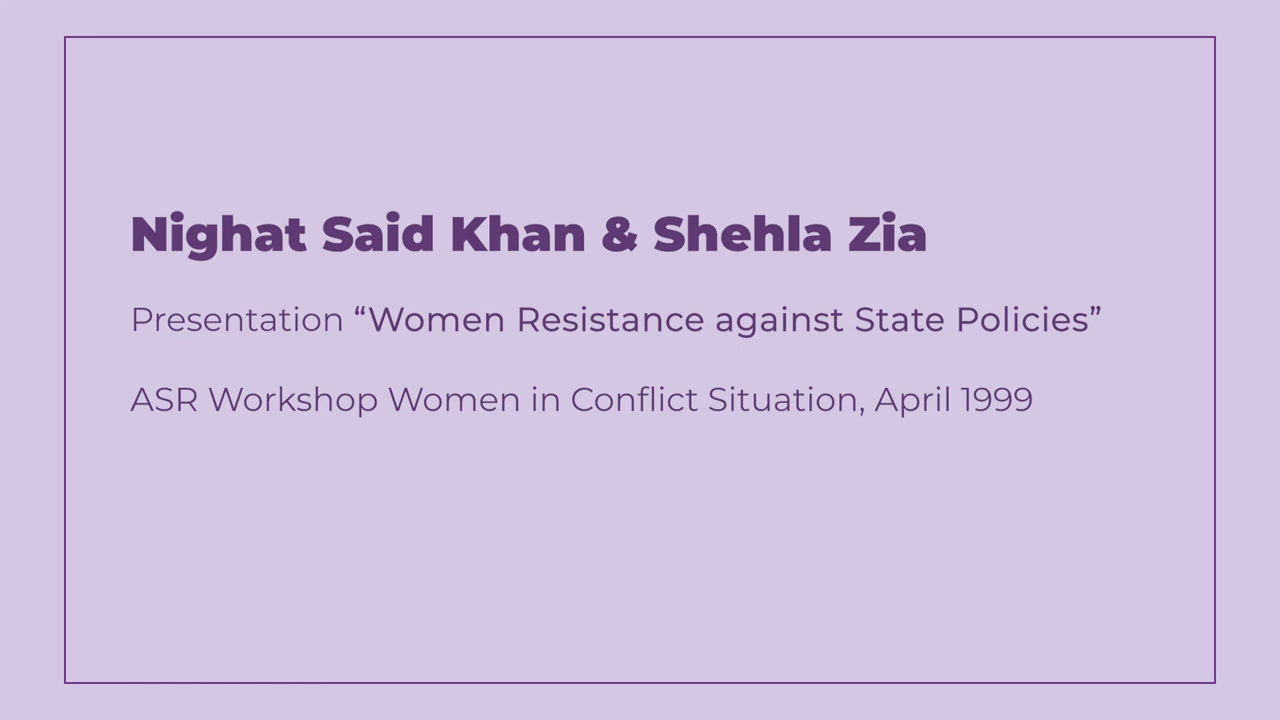 Nighat Said Khan & Shehla Zia
Presentation “Women Resistance against State Policies”
ASR Workshop Women in Conflict Situation, April 1999